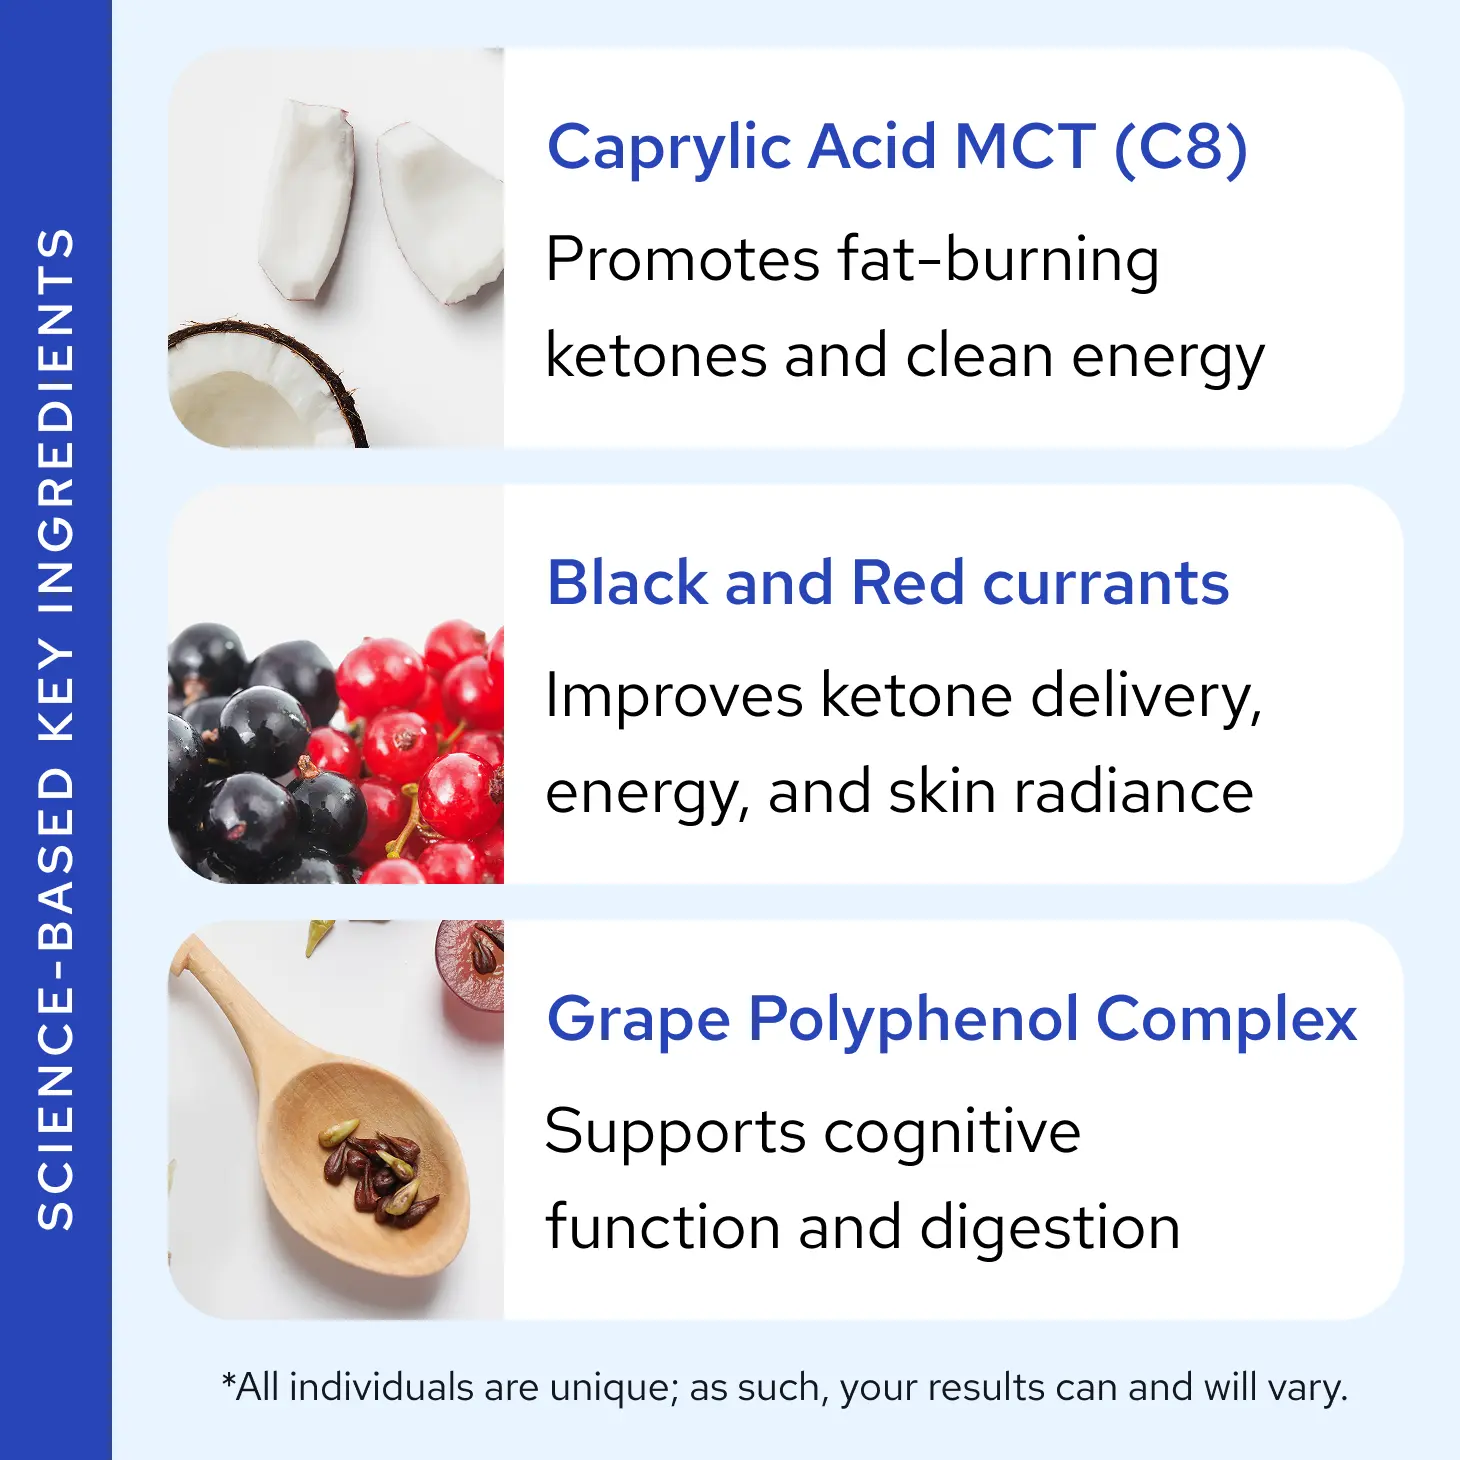 SCIENCE-BASED KEY INGREDIENTS
Caprylic Acid MCT (C8)
Promotes fat-burning
ketones and clean energy
Black and Red currants
Improves ketone delivery,
energy, and skin radiance
Grape Polyphenol Complex
Supports cognitive
function and digestion
*All individuals are unique; as such, your results can and will vary.